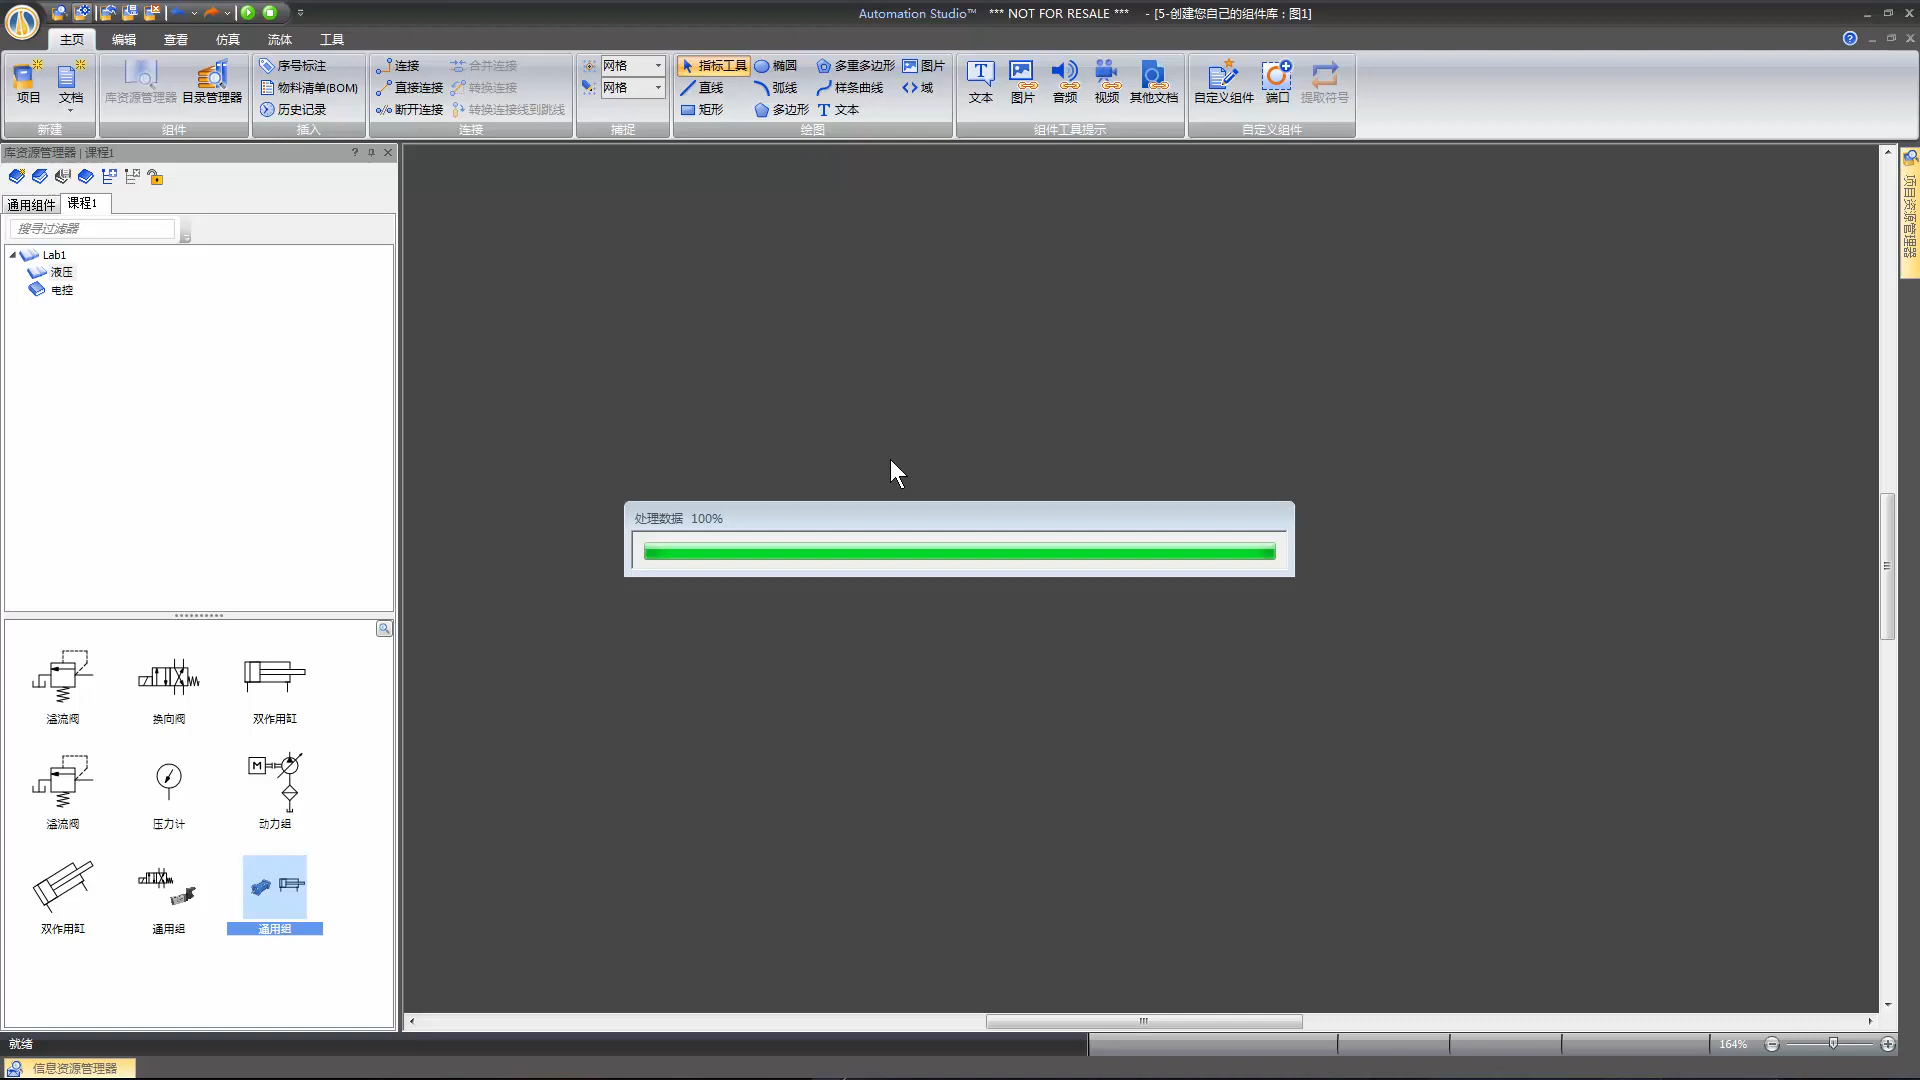 Automation Studio™ *** NOT FOR RESALE *** - [5-创建您自己的组件库 : 图1]
主页 编辑 查看 仿真 流体 工具
项目 文档
新建
库资源管理器 目录管理器
组件
序号标注
物料清单(BOM)
历史记录
插入
连接 合并连接
直接连接 转换连接
断开连接 转换连接线到跳线
连接
网格
网格
捕捉
指标工具 椭圆 多重多边形 图片
直线 弧线 样条曲线 域
矩形 多边形 文本
绘图
文本 图片 音频 视频 其他文档
组件工具提示
自定义组件 端口 提取符号
自定义组件
库资源管理器 | 课程1
通用组件 课程1
搜寻过滤器
Lab1
液压
电控
溢流阀 换向阀 双作用缸
M
溢流阀 压力计 动力组
双作用缸 通用组 通用组
处理数据 100%
项目资源管理器
就绪
164%
信息资源管理器